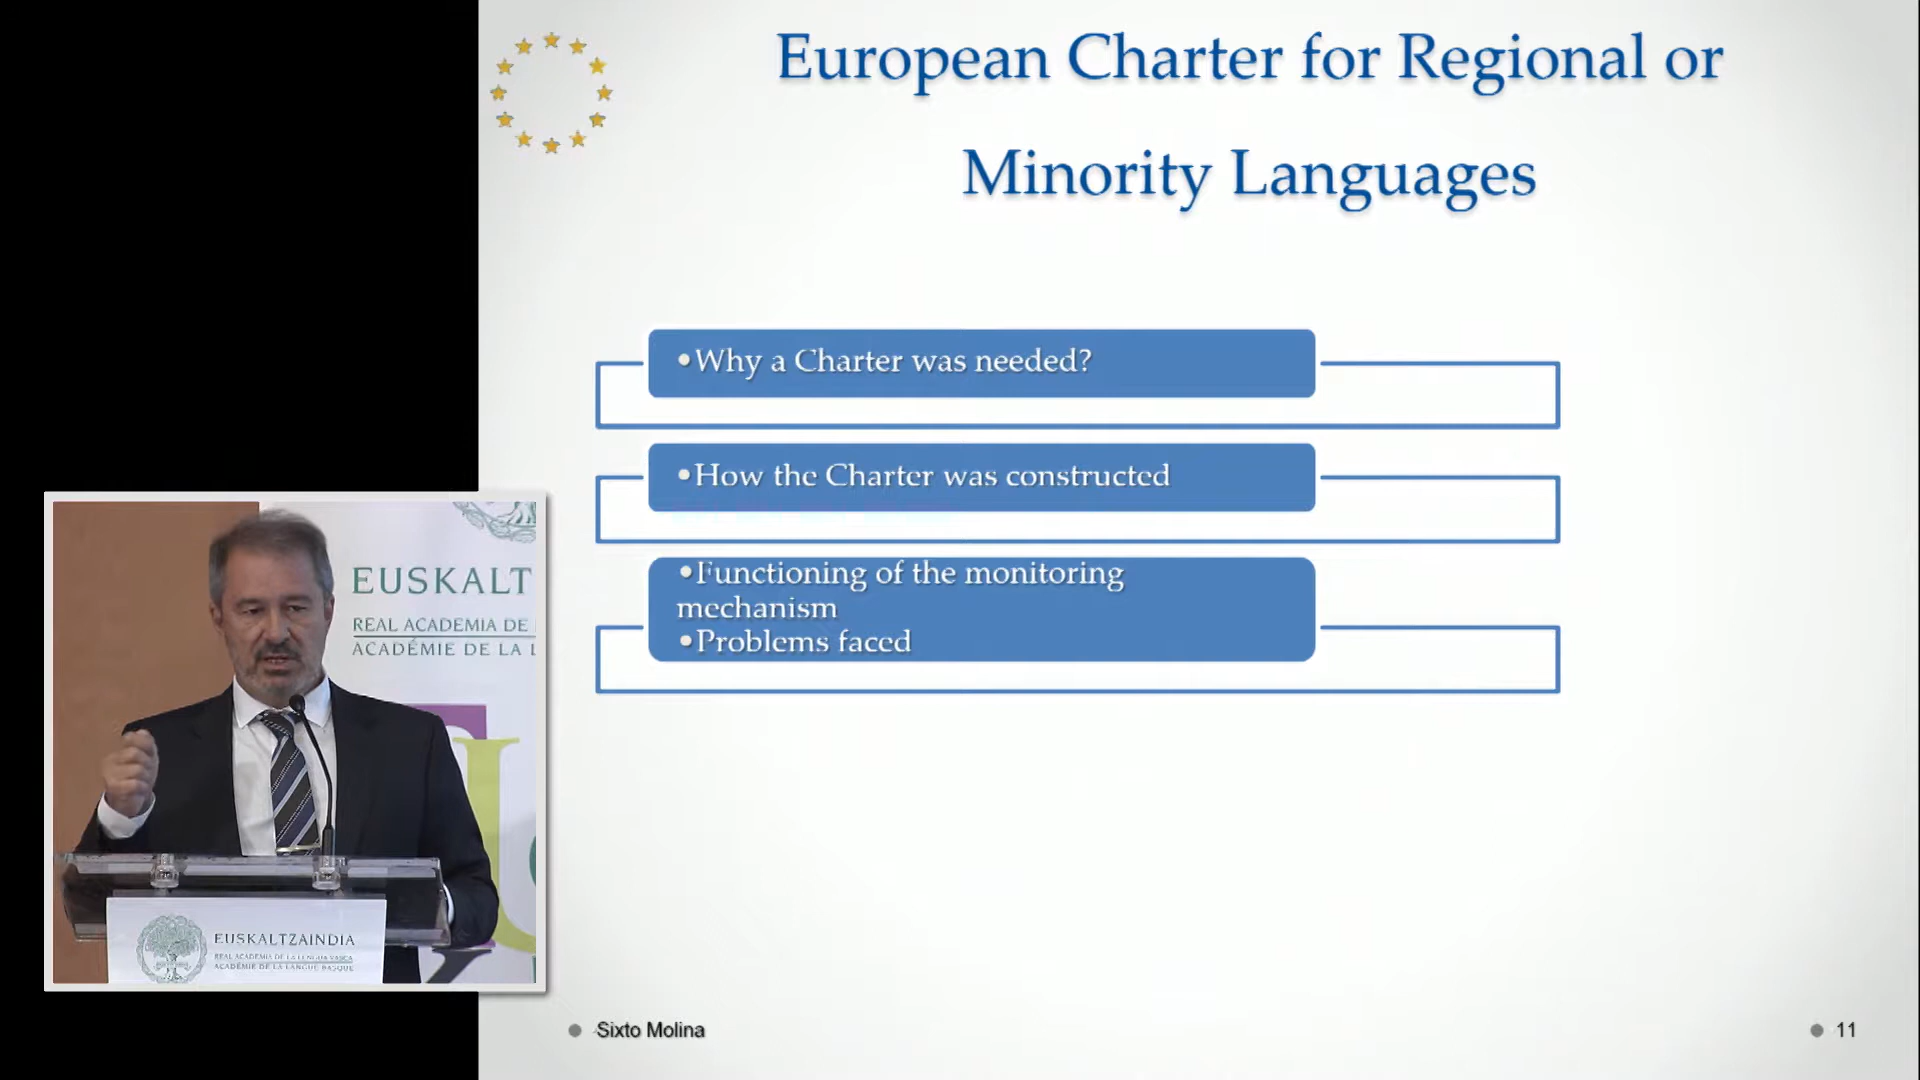 European Charter for Regional or
Minority Languages
•Why a Charter was needed?
•How the Charter was constructed
•Functioning of the monitoring
mechanism
•Problems faced
EUSKALT
REAL ACADEMIA DE
ACADÉMIE DE LA L
EUSKALTZAINDIA
REAL ACADEMIA DE LA LENGUA VASCA
ACADÉMIE DE LA LANGUE BASQUE
Sixto Molina
11